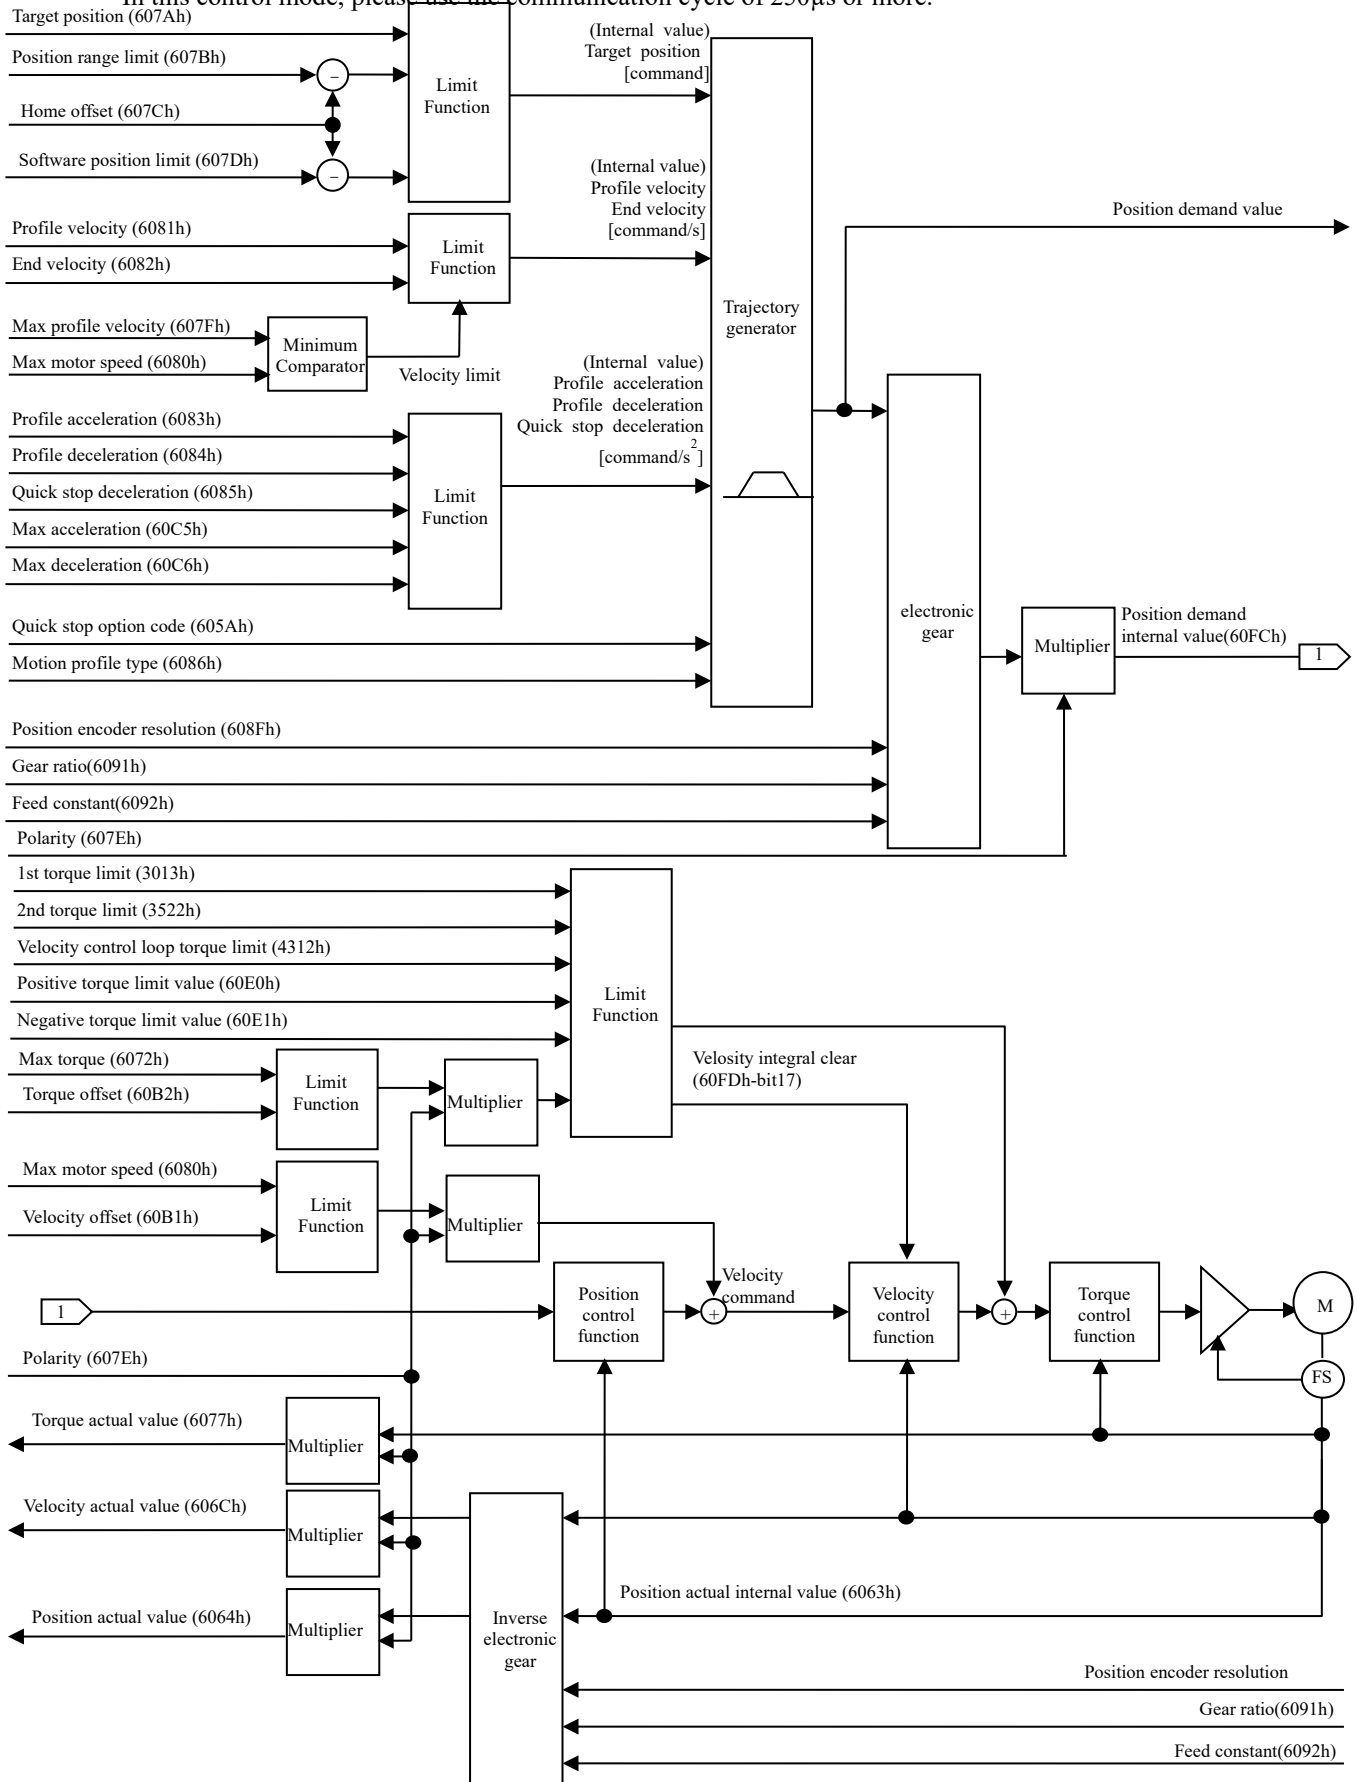 In this control mode, please use the communication cycle of 250μs or more.
Target position (607Ah)
Position range limit (607Bh)
−
Home offset (607Ch)
Software position limit (607Dh)
−
Limit
Function
(Internal value)
Target position
[command]
Profile velocity (6081h)
End velocity (6082h)
Limit
Function
(Internal value)
Profile velocity
End velocity
[command/s]
Position demand value
Max profile velocity (607Fh)
Max motor speed (6080h)
Minimum
Comparator
Velocity limit
Trajectory
generator
Profile acceleration (6083h)
Profile deceleration (6084h)
Quick stop deceleration (6085h)
Max acceleration (60C5h)
Max deceleration (60C6h)
Limit
Function
(Internal value)
Profile acceleration
Profile deceleration
Quick stop deceleration
[command/s2]
Quick stop option code (605Ah)
Motion profile type (6086h)
electronic
gear
Multiplier
Position demand
internal value(60FCh)
1
Position encoder resolution (608Fh)
Gear ratio(6091h)
Feed constant(6092h)
Polarity (607Eh)
1st torque limit (3013h)
2nd torque limit (3522h)
Velocity control loop torque limit (4312h)
Positive torque limit value (60E0h)
Negative torque limit value (60E1h)
Limit
Function
Max torque (6072h)
Torque offset (60B2h)
Limit
Function
Multiplier
Velosity integral clear
(60FDh-bit17)
Max motor speed (6080h)
Velocity offset (60B1h)
Limit
Function
Multiplier
1
Position
control
function
+
Velocity
command
Velocity
control
function
+
Torque
control
function
M
FS
Polarity (607Eh)
Torque actual value (6077h)
Multiplier
Velocity actual value (606Ch)
Multiplier
Position actual value (6064h)
Multiplier
Inverse
electronic
gear
Position actual internal value (6063h)
Position encoder resolution
Gear ratio(6091h)
Feed constant(6092h)